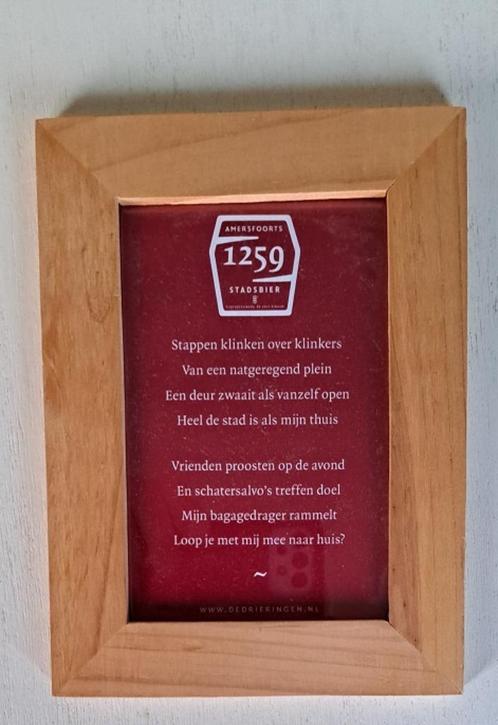 AMERSFOORTS
1259
STADSBIER
Stappen klinken over klinkers
Van een natgeregend plein
Een deur zwaait als vanzelf open
Heel de stad is als mijn thuis
Vrienden proosten op de avond
En schatersalvo's treffen doel
Mijn bagagedrager rammelt
Loop je met mij mee naar huis?
~
WWW.DEDRIERINGEN.NL